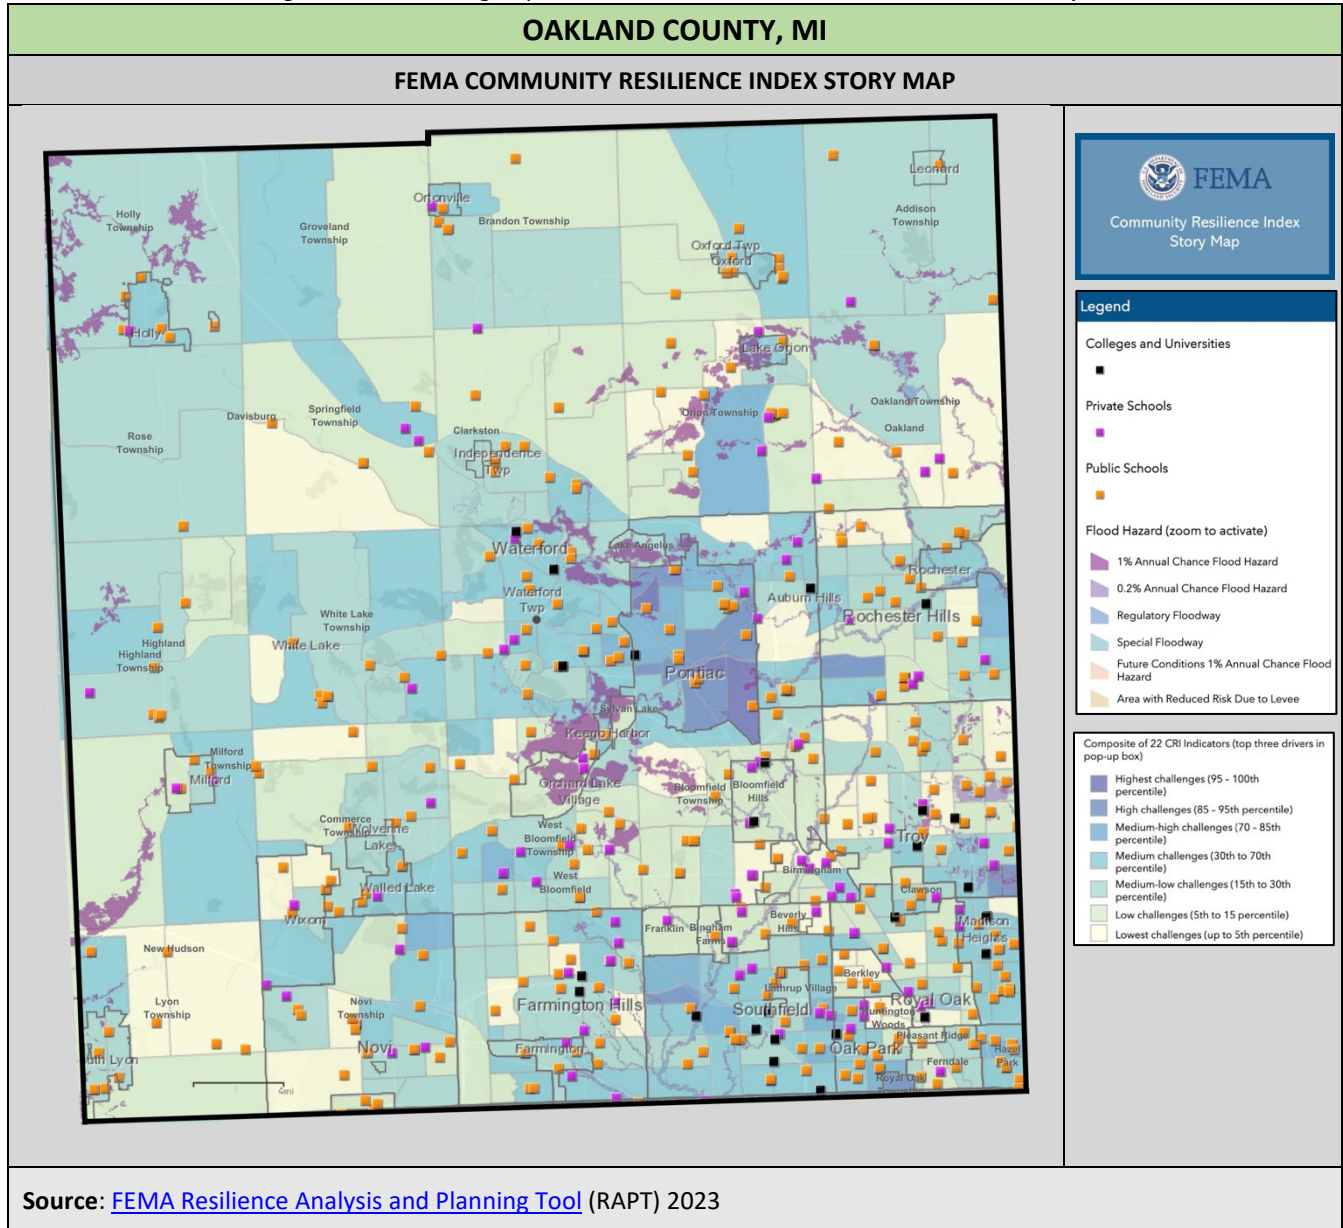 OAKLAND COUNTY, MI
FEMA COMMUNITY RESILIENCE INDEX STORY MAP
FEMA
Community Resilience Index
Story Map
Legend
Colleges and Universities
Private Schools
Public Schools
Flood Hazard (zoom to activate)
1% Annual Chance Flood Hazard
0.2% Annual Chance Flood Hazard
Regulatory Floodway
Special Floodway
Future Conditions 1% Annual Chance Flood
Hazard
Area with Reduced Risk Due to Levee
Composite of 22 CRI Indicators (top three drivers in
pop-up box)
Highest challenges (95 - 100th
percentile)
High challenges (85 - 95th percentile)
Medium-high challenges (70 - 85th
percentile)
Medium challenges (30th to 70th
percentile)
Medium-low challenges (15th to 30th
percentile)
Low challenges (5th to 15 percentile)
Lowest challenges (up to 5th percentile)
Leonard
Holly
Township
Groveland
Township
Ortonville
Brandon Township
Addison
Township
Oxford Twp
Oxford
Holly
Lake Orion
Davisburg
Springfield
Township
Orion Township
Oakland Township
Oakland
Rose
Township
Clarkston
Independence
Twp
Waterford
Lake Angelus
Rochester
Waterford
Twp
Auburn Hills
Rochester Hills
White Lake
Township
White Lake
Highland
Highland
Township
Pontiac
Sylvan Lake
Keego Harbor
Milford
Township
Milford
Orchard Lake
Village
Bloomfield
Township
Bloomfield
Hills
Commerce
Township
Wolverine
Lake
West
Bloomfield
Township
Troy
West
Bloomfield
Birmingham
Walled Lake
Clawson
Wixom
Franklin
Bingham
Farms
Beverly
Hills
Madison
Heights
New Hudson
Berkley
Lyon
Township
Novi
Township
Farmington Hills
Lathrup Village
Southfield
Royal Oak
Huntington
Woods
Novi
Farmington
Oak Park
Pleasant Ridge
Ferndale
Hazel
Park
uth Lyon
Royal Oak
4mi
Source: FEMA Resilience Analysis and Planning Tool (RAPT) 2023